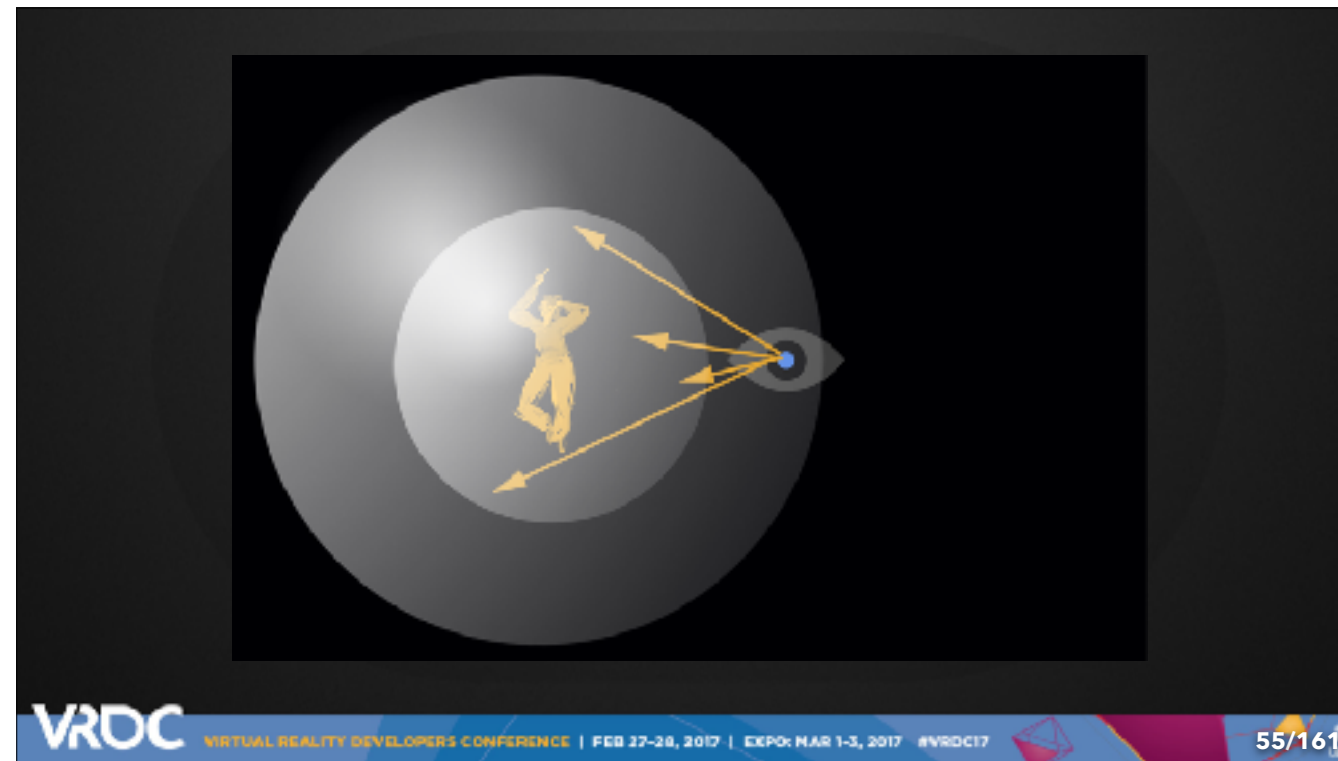 VRDC VIRTUAL REALITY DEVELOPERS CONFERENCE | FEB 27-28, 2017 | EXPO: MAR 1-3, 2017 #VRDC17 55/161